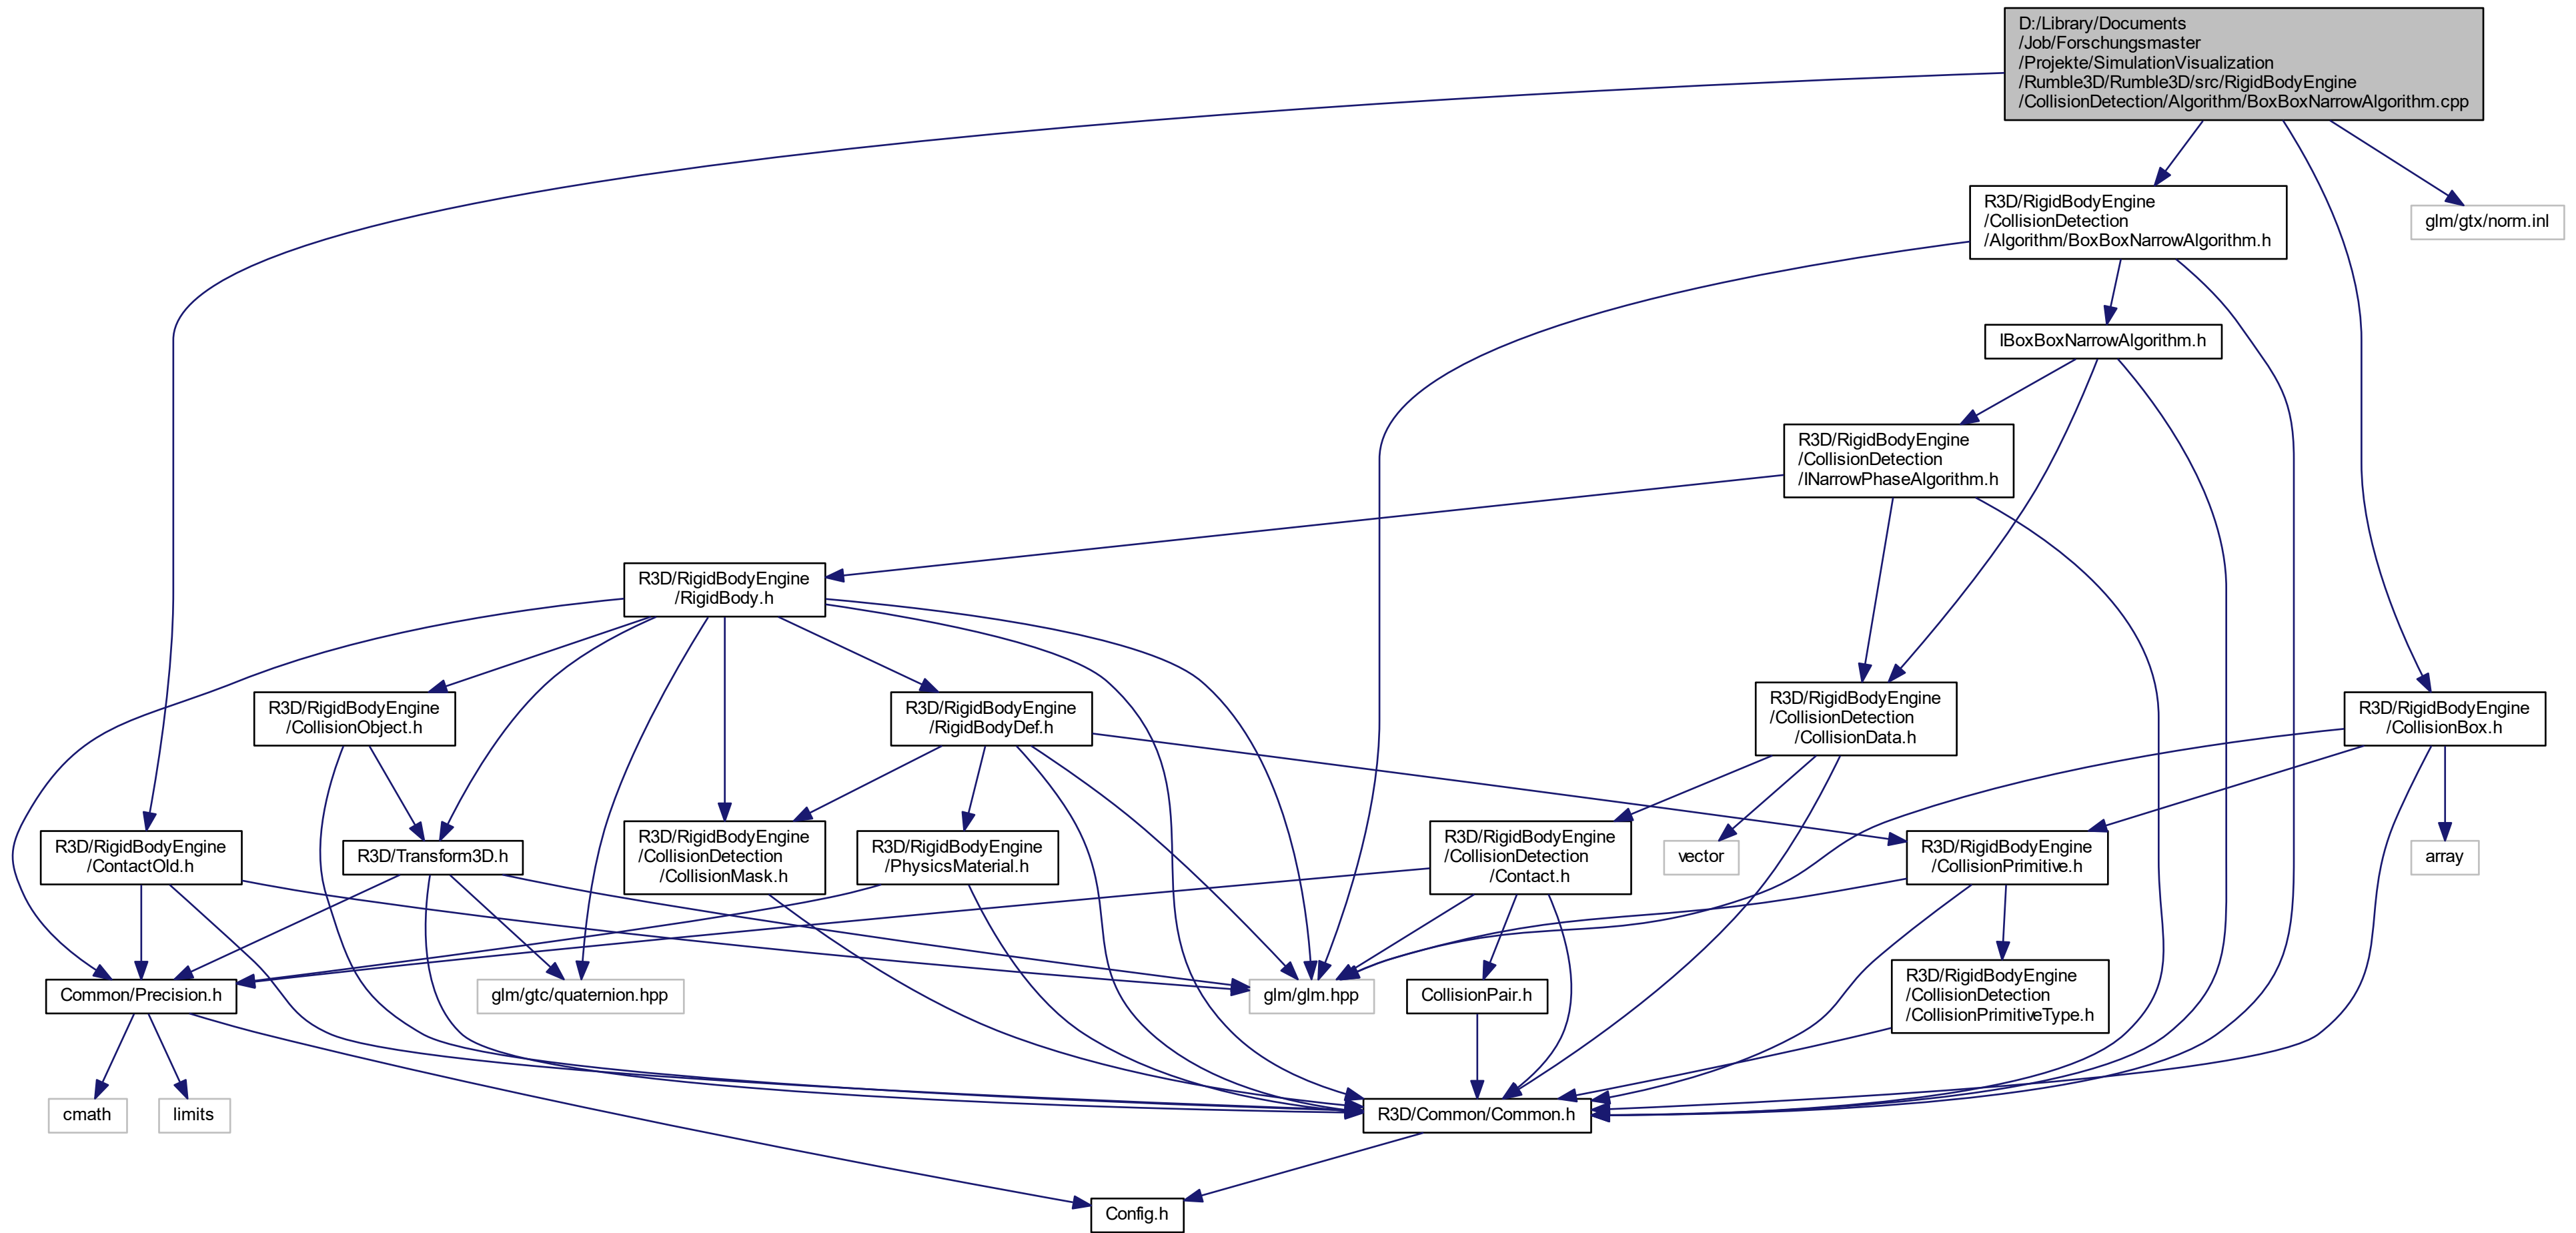 D:/Library/Documents
/Job/Forschungsmaster
/Projekte/SimulationVisualization
/Rumble3D/Rumble3D/src/RigidBodyEngine
/CollisionDetection/Algorithm/BoxBoxNarrowAlgorithm.cpp
R3D/RigidBodyEngine
/CollisionDetection
/Algorithm/BoxBoxNarrowAlgorithm.h
glm/gtx/norm.inl
IBoxBoxNarrowAlgorithm.h
R3D/RigidBodyEngine
/CollisionDetection
/INarrowPhaseAlgorithm.h
R3D/RigidBodyEngine
/RigidBody.h
R3D/RigidBodyEngine
/CollisionObject.h
R3D/RigidBodyEngine
/RigidBodyDef.h
R3D/RigidBodyEngine
/CollisionDetection
/CollisionData.h
R3D/RigidBodyEngine
/CollisionBox.h
R3D/RigidBodyEngine
/ContactOld.h
R3D/Transform3D.h
R3D/RigidBodyEngine
/CollisionDetection
/CollisionMask.h
R3D/RigidBodyEngine
/PhysicsMaterial.h
R3D/RigidBodyEngine
/CollisionDetection
/Contact.h
vector
R3D/RigidBodyEngine
/CollisionPrimitive.h
array
Common/Precision.h
glm/gtc/quaternion.hpp
glm/glm.hpp
CollisionPair.h
R3D/RigidBodyEngine
/CollisionDetection
/CollisionPrimitiveType.h
cmath
limits
R3D/Common/Common.h
Config.h